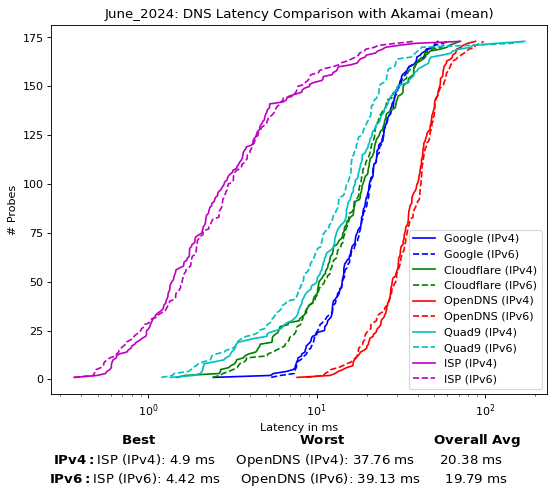 June_2024: DNS Latency Comparison with Akamai (mean)
175
150
125
100
75
50
25
0
# Probes
Google (IPv4)
Google (IPv6)
Cloudflare (IPv4)
Cloudflare (IPv6)
OpenDNS (IPv4)
OpenDNS (IPv6)
Quad9 (IPv4)
Quad9 (IPv6)
ISP (IPv4)
ISP (IPv6)
10⁰ 10¹ 10²
Latency in ms
Best Worst Overall Avg
IPv4: ISP (IPv4): 4.9 ms OpenDNS (IPv4): 37.76 ms 20.38 ms
IPv6: ISP (IPv6): 4.42 ms OpenDNS (IPv6): 39.13 ms 19.79 ms